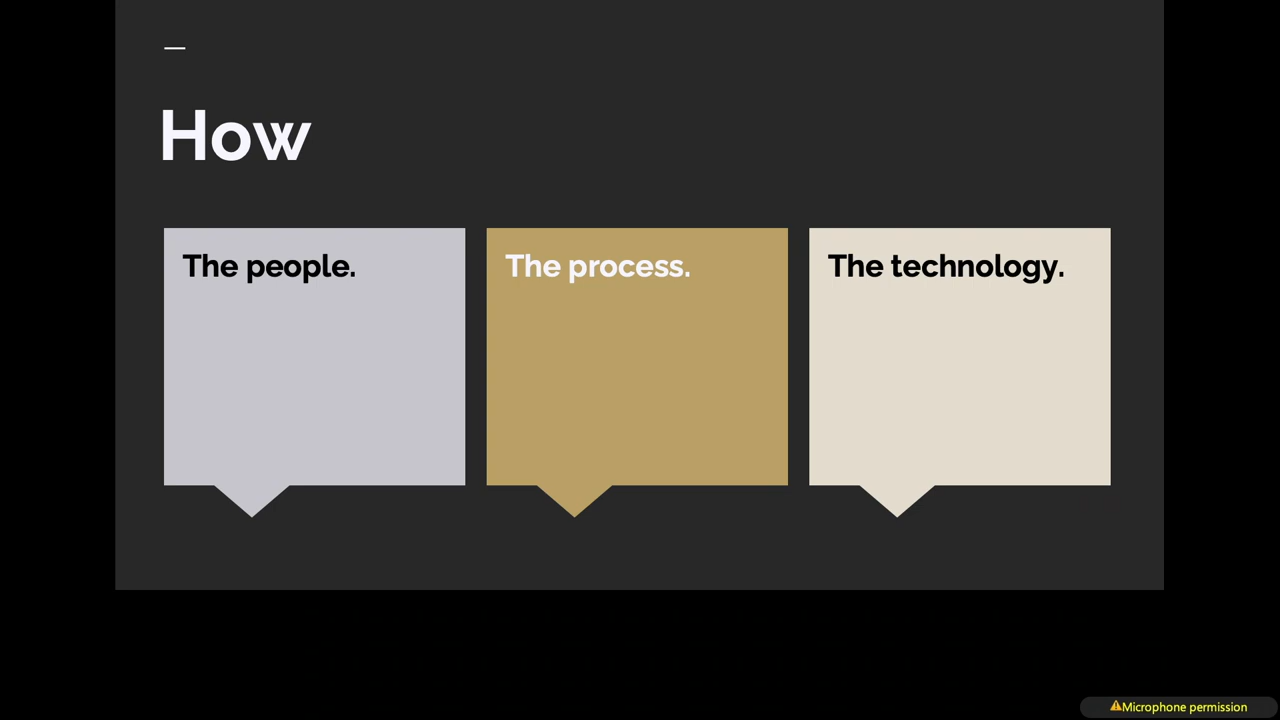 How
The people.
The process.
The technology.
⚠Microphone permission